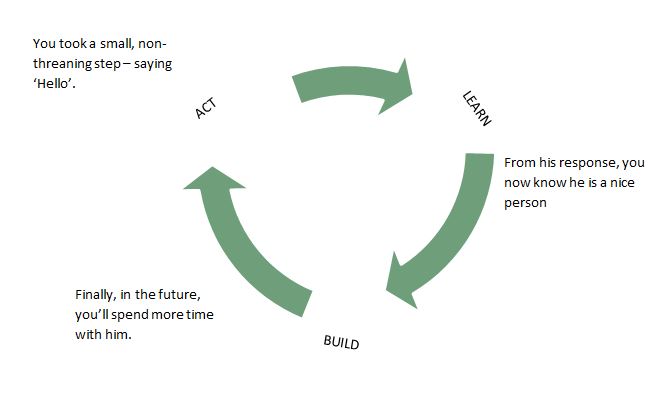 You took a small, non-
threaning step – saying
‘Hello’.
ACT
LEARN
From his response, you
now know he is a nice
person
Finally, in the future,
you’ll spend more time
with him.
BUILD